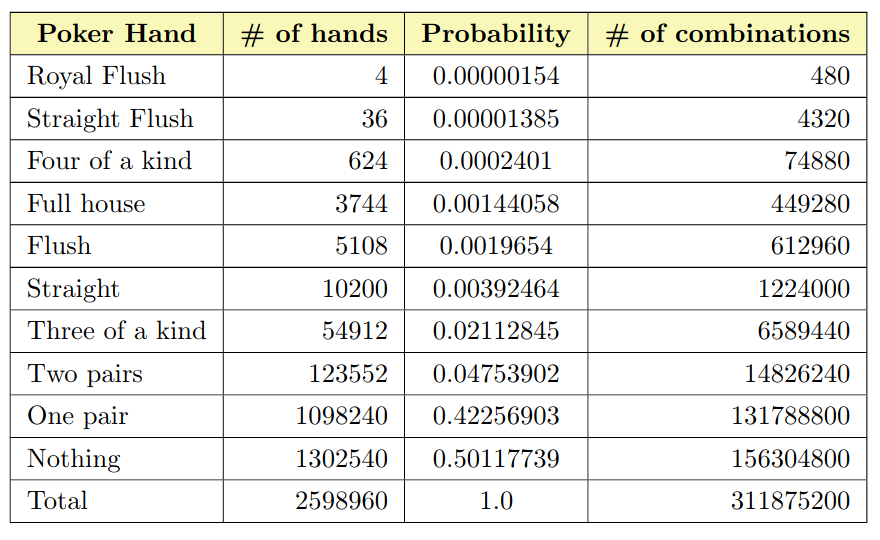 Poker Hand # of hands Probability # of combinations
Royal Flush 4 0.00000154 480
Straight Flush 36 0.00001385 4320
Four of a kind 624 0.0002401 74880
Full house 3744 0.00144058 449280
Flush 5108 0.0019654 612960
Straight 10200 0.00392464 1224000
Three of a kind 54912 0.02112845 6589440
Two pairs 123552 0.04753902 14826240
One pair 1098240 0.42256903 131788800
Nothing 1302540 0.50117739 156304800
Total 2598960 1.0 311875200